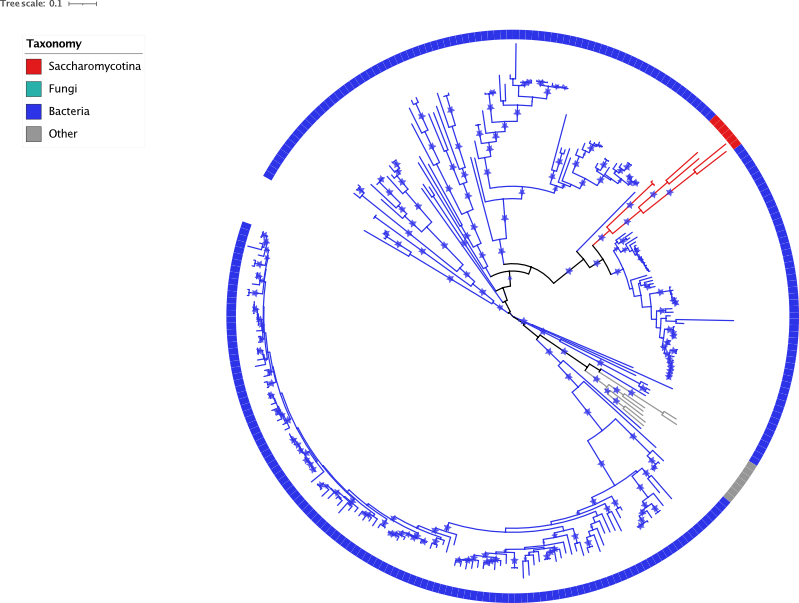 Tree scale: 0.1
Taxonomy
Saccharomycotina
Fungi
Bacteria
Other